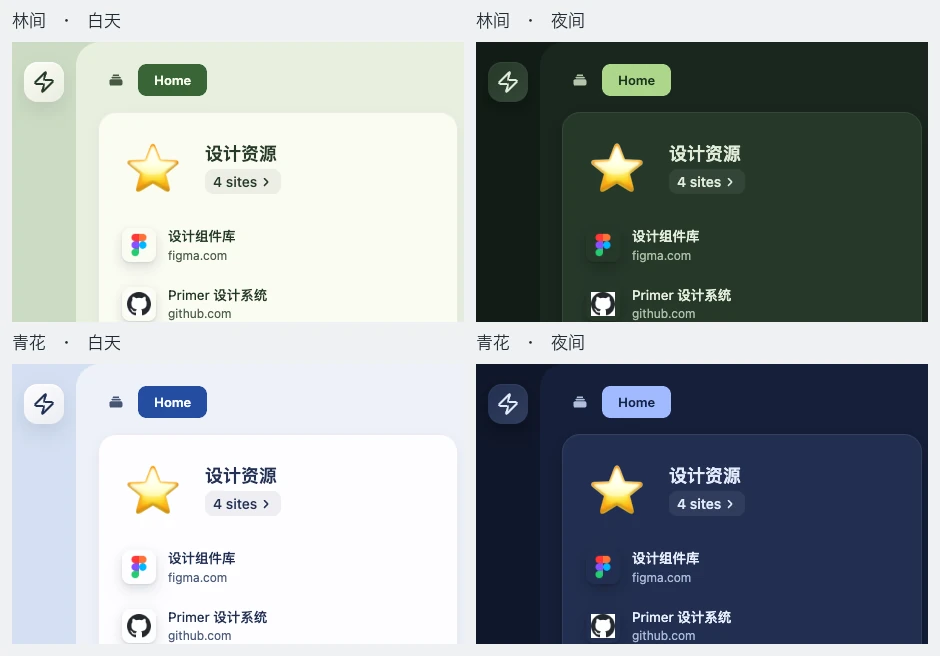 林间 · 白天
Home
设计资源
4 sites ›
设计组件库
figma.com
Primer 设计系统
github.com
林间 · 夜间
Home
设计资源
4 sites ›
设计组件库
figma.com
Primer 设计系统
github.com
青花 · 白天
Home
设计资源
4 sites ›
设计组件库
figma.com
Primer 设计系统
github.com
青花 · 夜间
Home
设计资源
4 sites ›
设计组件库
figma.com
Primer 设计系统
github.com